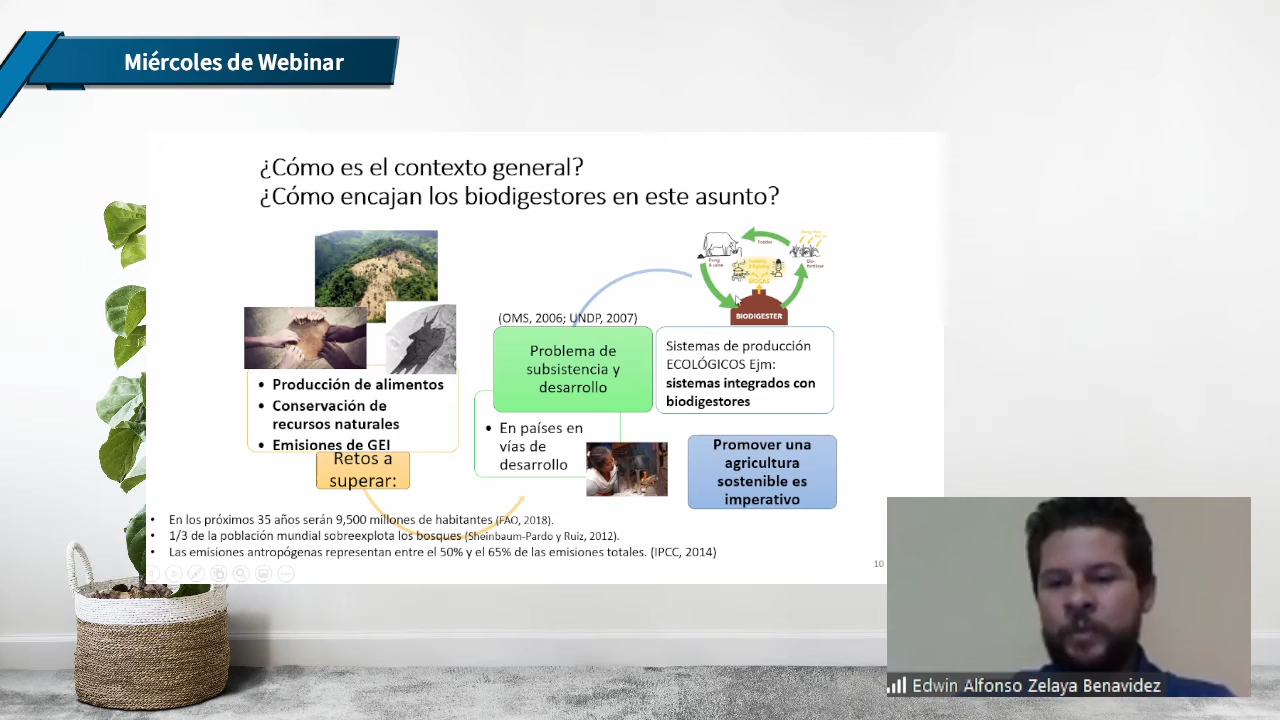 Miércoles de Webinar
¿Cómo es el contexto general?
¿Cómo encajan los biodigestores en este asunto?
• Producción de alimentos
• Conservación de
recursos naturales
• Emisiones de GEI
Retos a
superar:
(OMS, 2006; UNDP, 2007)
Problema de
subsistencia y
desarrollo
• En países en
vías de
desarrollo
Fodder
BIOGAS
BIODIGESTER
Sistemas de producción
ECOLÓGICOS Ejm:
sistemas integrados con
biodigestores
Promover una
agricultura
sostenible es
imperativo
• En los próximos 35 años serán 9,500 millones de habitantes (FAO, 2018).
• 1/3 de la población mundial sobreexplota los bosques (Sheinbaum-Pardo y Ruiz, 2012).
• Las emisiones antropógenas representan entre el 50% y el 65% de las emisiones totales. (IPCC, 2014)
10
Edwin Alfonso Zelaya Benavidez